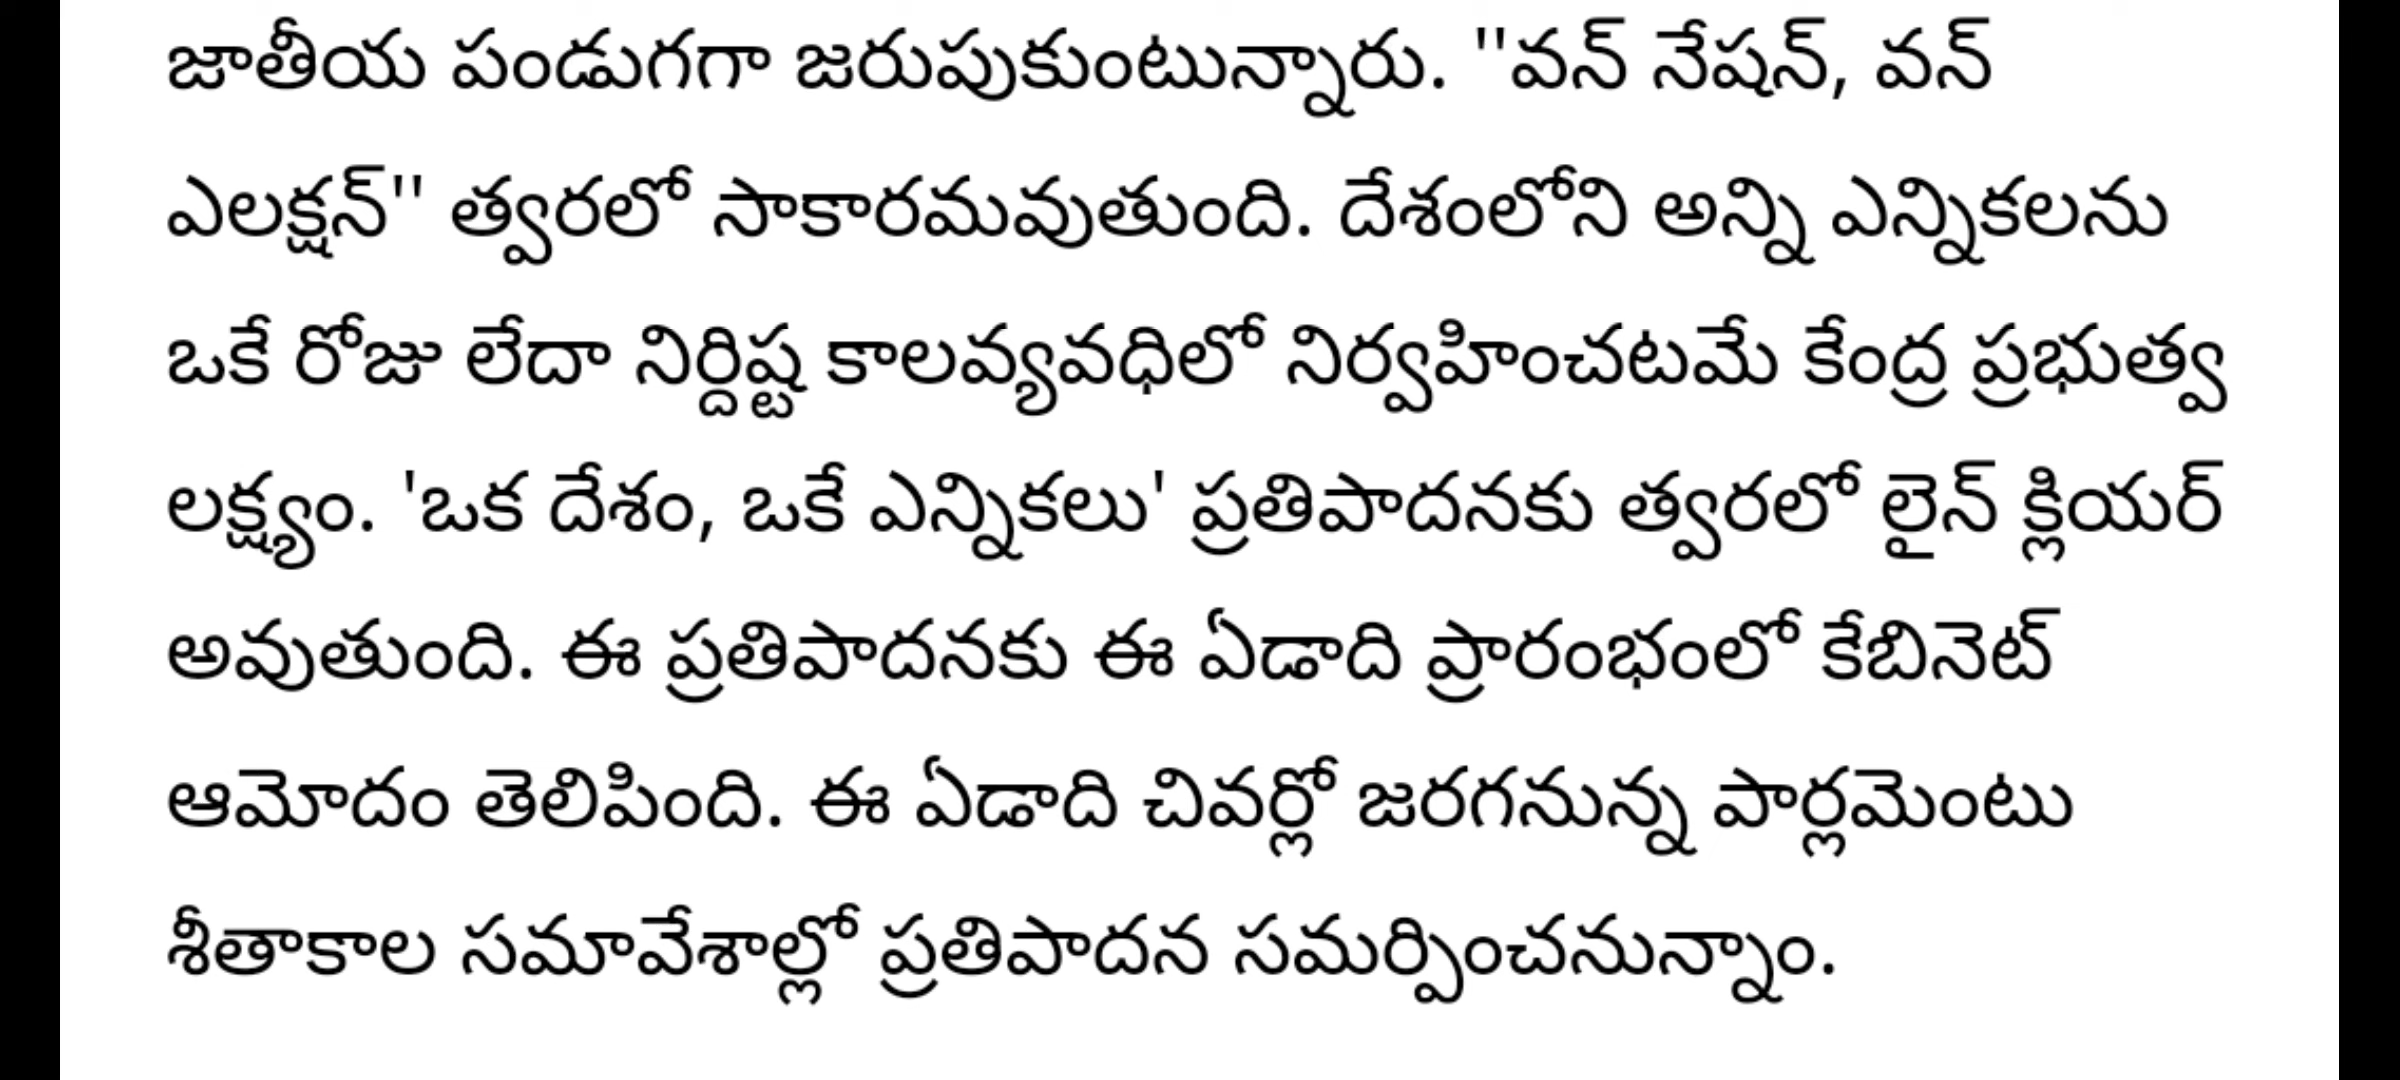 జాతీయ పండుగగా జరుపుకుంటున్నారు. "వన్ నేషన్, వన్
ఎలక్షన్" త్వరలో సాకారమవుతుంది. దేశంలోని అన్ని ఎన్నికలను
ఒకే రోజు లేదా నిర్దిష్ట కాలవ్యవధిలో నిర్వహించటమే కేంద్ర ప్రభుత్వ
లక్ష్యం. 'ఒక దేశం, ఒకే ఎన్నికలు' ప్రతిపాదనకు త్వరలో లైన్ క్లియర్
అవుతుంది. ఈ ప్రతిపాదనకు ఈ ఏడాది ప్రారంభంలో కేబినెట్
ఆమోదం తెలిపింది. ఈ ఏడాది చివర్లో జరగనున్న పార్లమెంటు
శీతాకాల సమావేశాల్లో ప్రతిపాదన సమర్పించనున్నాం.